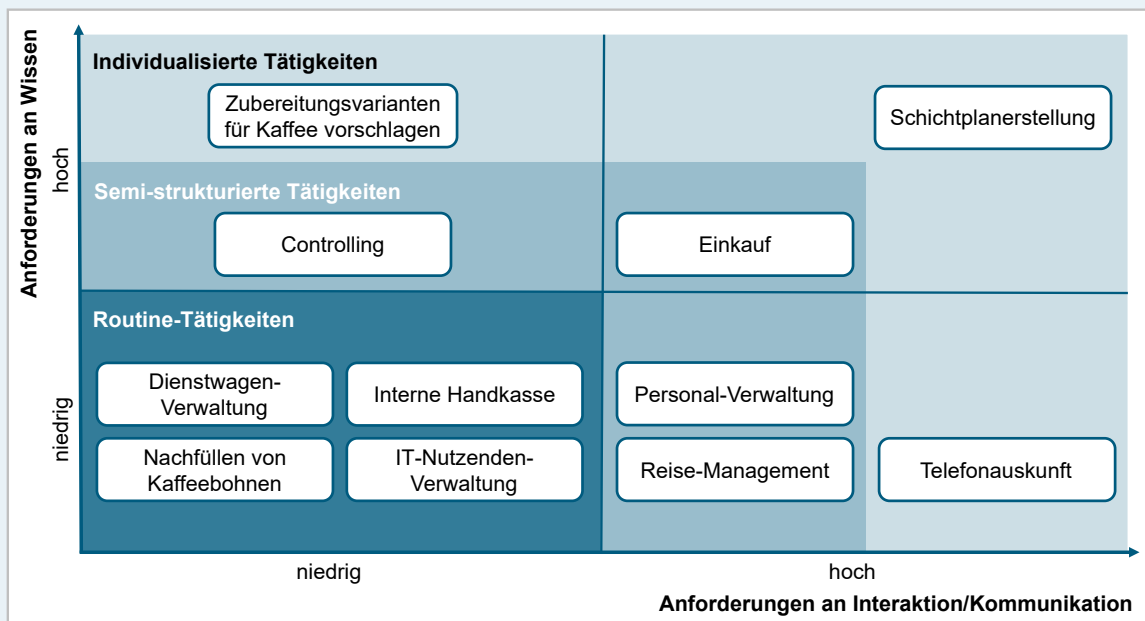 Anforderungen an Wissen
hoch
niedrig
Individualisierte Tätigkeiten
Zubereitungsvarianten
für Kaffee vorschlagen
Schichtplanerstellung
Semi-strukturierte Tätigkeiten
Controlling
Einkauf
Routine-Tätigkeiten
Dienstwagen-
Verwaltung
Interne Handkasse
Personal-Verwaltung
Nachfüllen von
Kaffeebohnen
IT-Nutzenden-
Verwaltung
Reise-Management
Telefonauskunft
niedrig
hoch
Anforderungen an Interaktion/Kommunikation